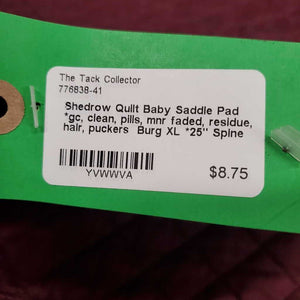 The Tack Collector
776838-41
Shedrow Quilt Baby Saddle Pad
*gc, clean, pills, mnr faded, residue,
hair, puckers Burg XL *25" Spine
YVWWVA
$8.75